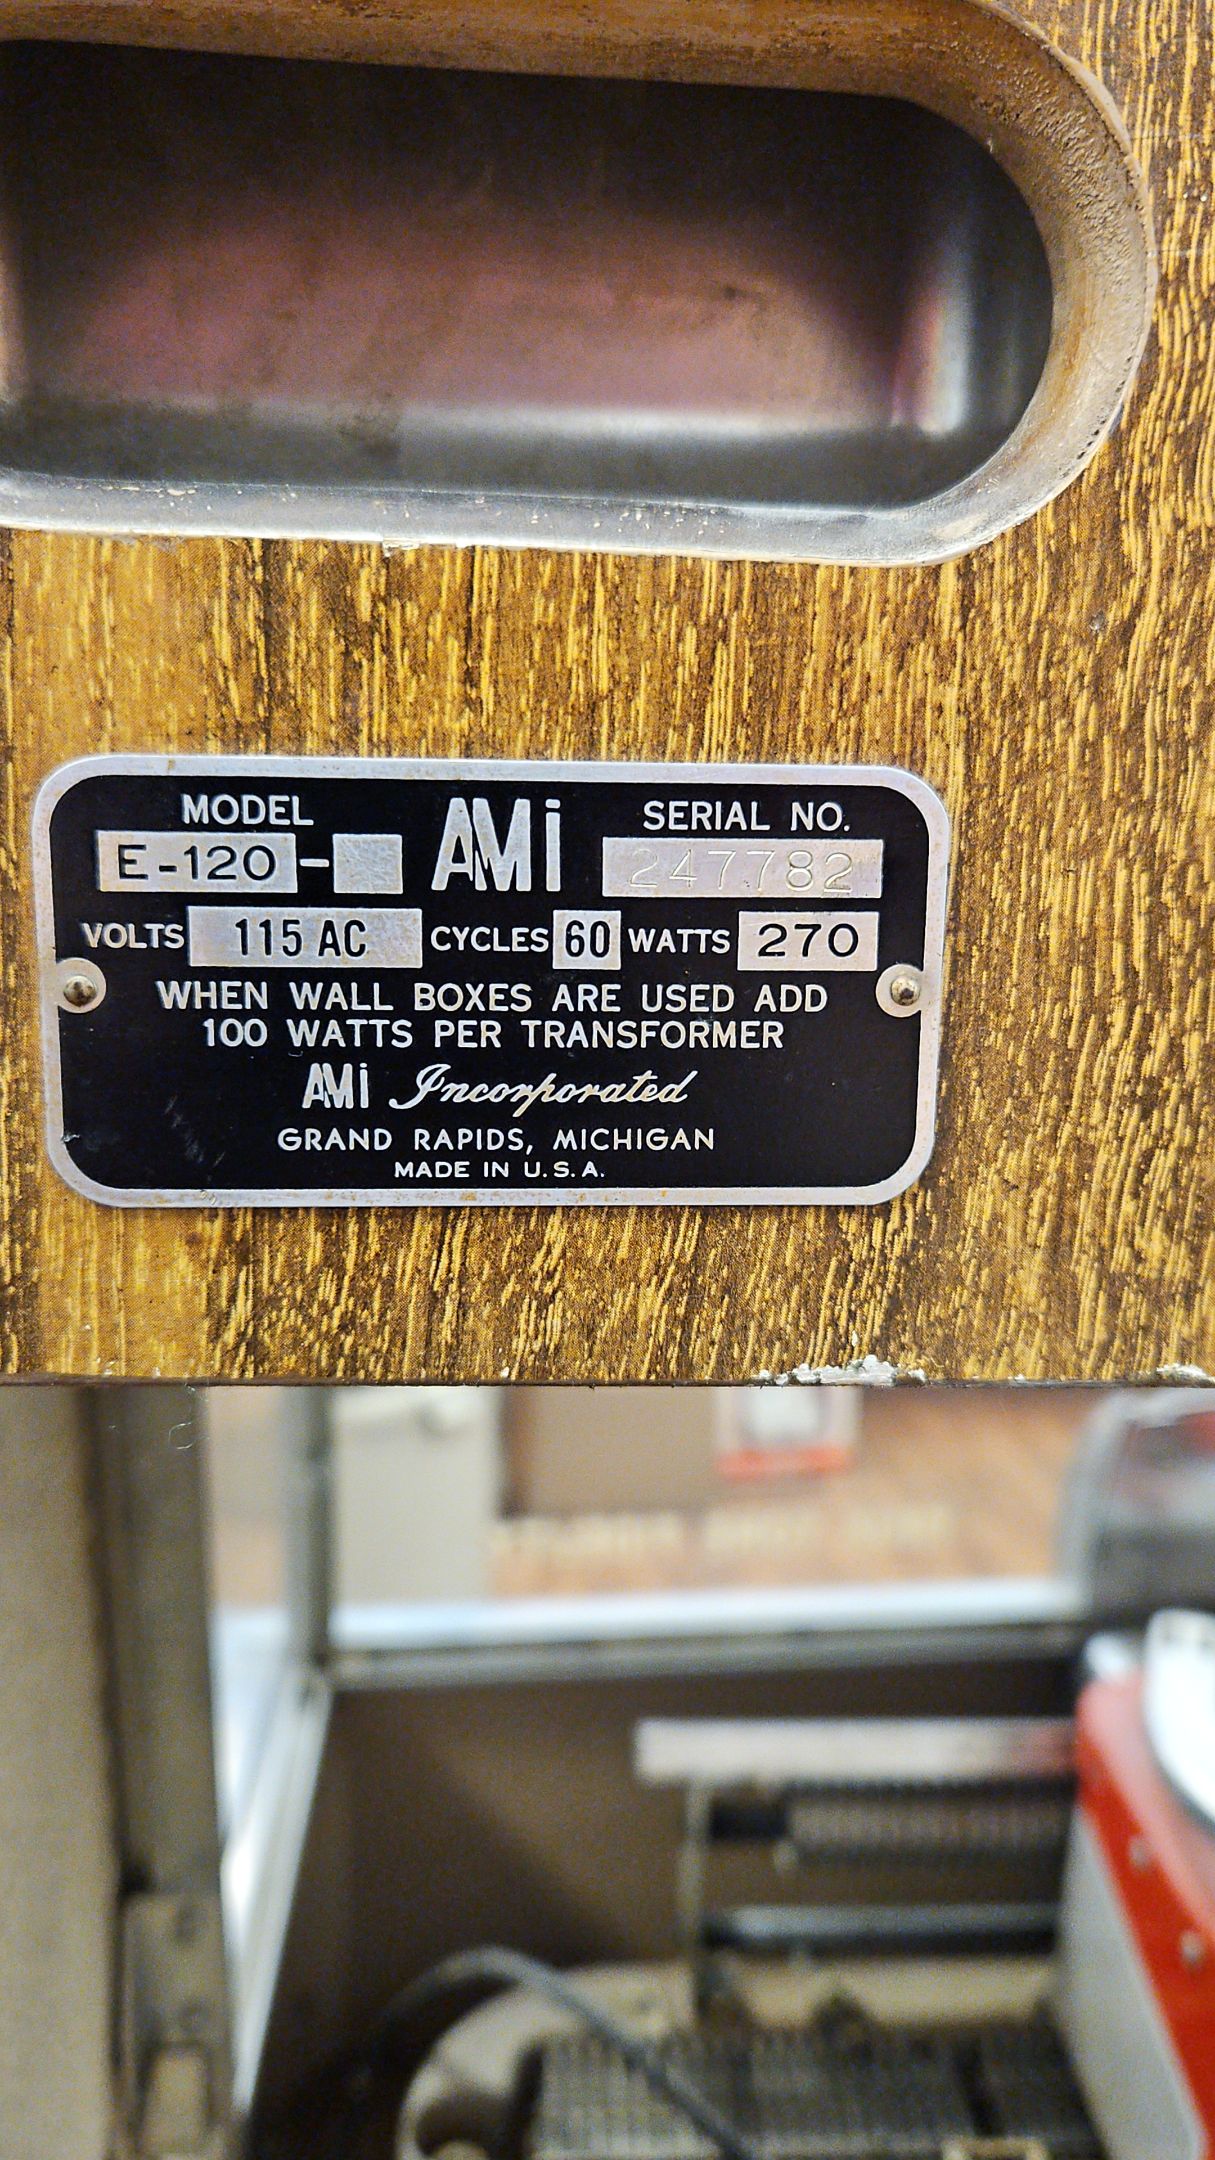 MODEL AMi SERIAL NO.
E-120 - 247782
VOLTS 115 AC CYCLES 60 WATTS 270
WHEN WALL BOXES ARE USED ADD
100 WATTS PER TRANSFORMER
AMi Incorporated
GRAND RAPIDS, MICHIGAN
MADE IN U.S.A.